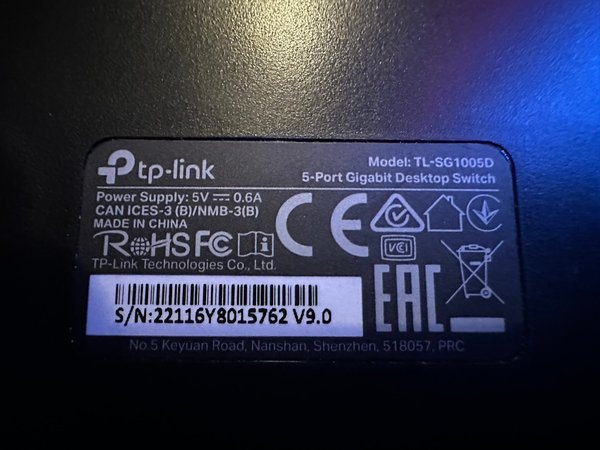 tp-link
Model: TL-SG1005D
5-Port Gigabit Desktop Switch
Power Supply: 5V ⎓ 0.6A
CAN ICES-3 (B)/NMB-3(B)
MADE IN CHINA
RoHS FC CE
VCCI
EAC
TP-Link Technologies Co., Ltd.
S/N:22116Y8015762 V9.0
No.5 Keyuan Road, Nanshan, Shenzhen, 518057, PRC